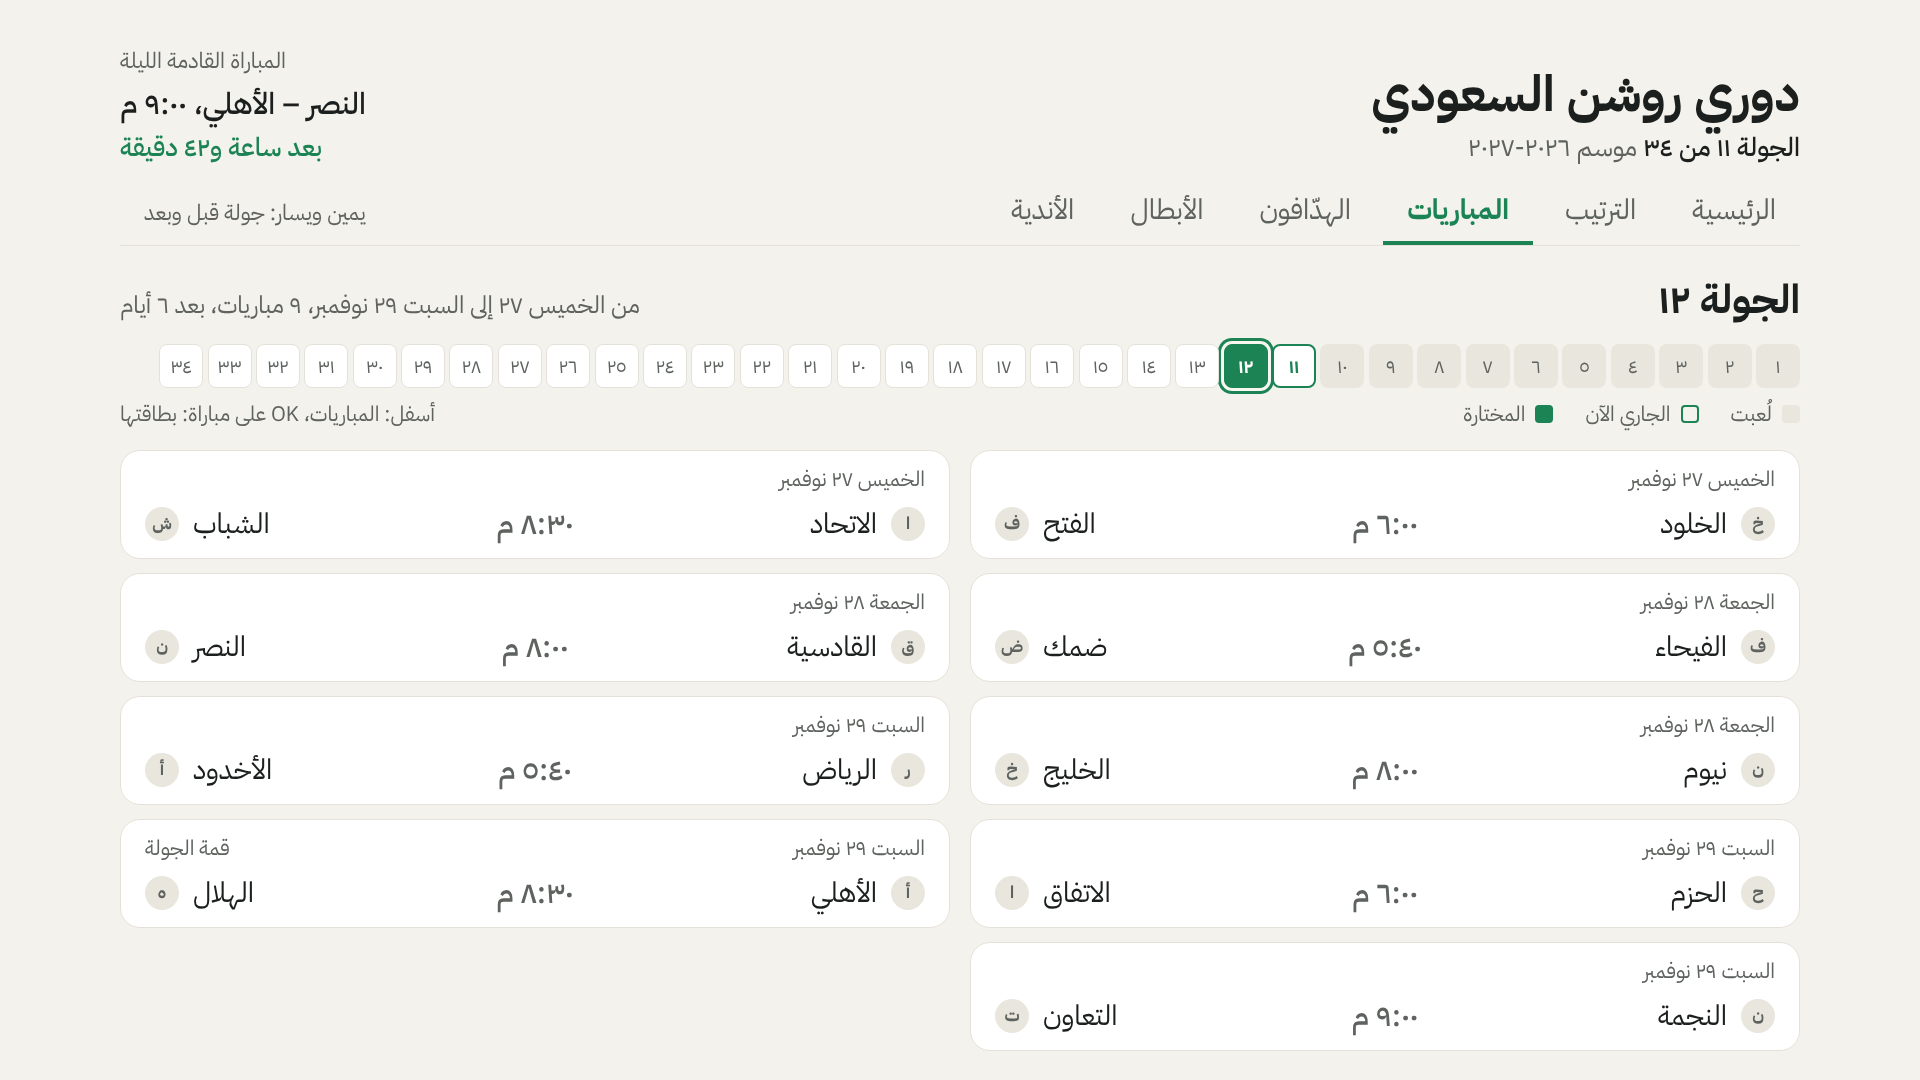 دوري روشن السعودي
الجولة ١١ من ٣٤ موسم ٢٠٢٦-٢٠٢٧
المباراة القادمة الليلة
النصر – الأهلي، ٩:٠٠ م
بعد ساعة و٤٢ دقيقة
الرئيسية
الترتيب
المباريات
الهدّافون
الأبطال
الأندية
يمين ويسار: جولة قبل وبعد
الجولة ١٢
من الخميس ٢٧ إلى السبت ٢٩ نوفمبر، ٩ مباريات، بعد ٦ أيام
١ ٢ ٣ ٤ ٥ ٦ ٧ ٨ ٩ ١٠ ١١ ١٢ ١٣ ١٤ ١٥ ١٦ ١٧ ١٨ ١٩ ٢٠ ٢١ ٢٢ ٢٣ ٢٤ ٢٥ ٢٦ ٢٧ ٢٨ ٢٩ ٣٠ ٣١ ٣٢ ٣٣ ٣٤
لُعبت
الجاري الآن
المختارة
أسفل: المباريات، OK على مباراة: بطاقتها
الخميس ٢٧ نوفمبر
خ الخلود ٦:٠٠ م الفتح ف
الخميس ٢٧ نوفمبر
ا الاتحاد ٨:٣٠ م الشباب ش
الجمعة ٢٨ نوفمبر
ف الفيحاء ٥:٤٠ م ضمك ض
الجمعة ٢٨ نوفمبر
ق القادسية ٨:٠٠ م النصر ن
الجمعة ٢٨ نوفمبر
ن نيوم ٨:٠٠ م الخليج خ
السبت ٢٩ نوفمبر
ر الرياض ٥:٤٠ م الأخدود أ
السبت ٢٩ نوفمبر
ح الحزم ٦:٠٠ م الاتفاق ا
السبت ٢٩ نوفمبر قمة الجولة
أ الأهلي ٨:٣٠ م الهلال ه
السبت ٢٩ نوفمبر
ن النجمة ٩:٠٠ م التعاون ت